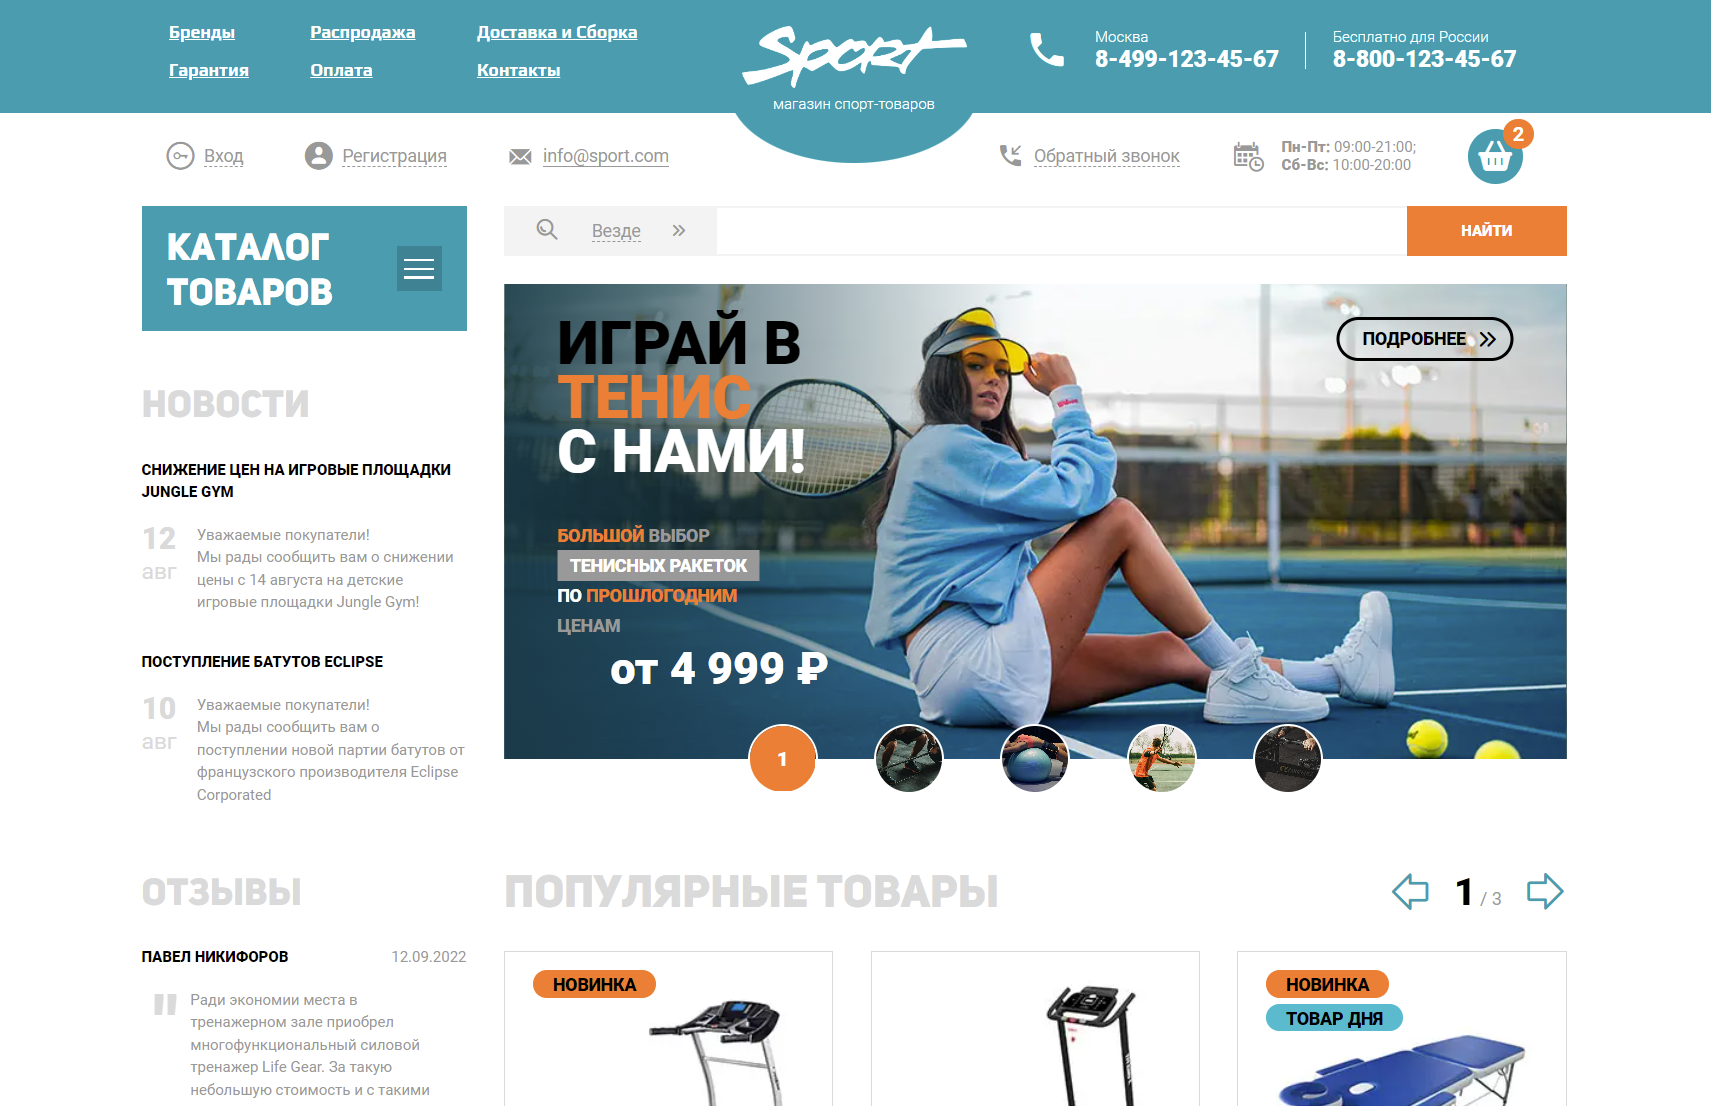 Бренды
Распродажа
Доставка и Сборка
Гарантия
Оплата
Контакты
Sport
магазин спорт-товаров
Москва
8-499-123-45-67
Бесплатно для России
8-800-123-45-67
Вход
Регистрация
info@sport.com
Обратный звонок
Пн-Пт: 09:00-21:00;
Сб-Вс: 10:00-20:00
2
КАТАЛОГ
ТОВАРОВ
Везде
НАЙТИ
НОВОСТИ
СНИЖЕНИЕ ЦЕН НА ИГРОВЫЕ ПЛОЩАДКИ
JUNGLE GYM
12
авг
Уважаемые покупатели!
Мы рады сообщить вам о снижении
цены с 14 августа на детские
игровые площадки Jungle Gym!
ПОСТУПЛЕНИЕ БАТУТОВ ECLIPSE
10
авг
Уважаемые покупатели!
Мы рады сообщить вам о
поступлении новой партии батутов от
французского производителя Eclipse
Corporated
ИГРАЙ В
ТЕНИС
С НАМИ!
ПОДРОБНЕЕ
Wilson
БОЛЬШОЙ ВЫБОР
ТЕНИСНЫХ РАКЕТОК
ПО ПРОШЛОГОДНИМ
ЦЕНАМ
от 4 999 ₽
1
ОТЗЫВЫ
ПАВЕЛ НИКИФОРОВ
12.09.2022
"
Ради экономии места в
тренажерном зале приобрел
многофункциональный силовой
тренажер Life Gear. За такую
небольшую стоимость и с такими
ПОПУЛЯРНЫЕ ТОВАРЫ
1 / 3
НОВИНКА
НОВИНКА
ТОВАР ДНЯ